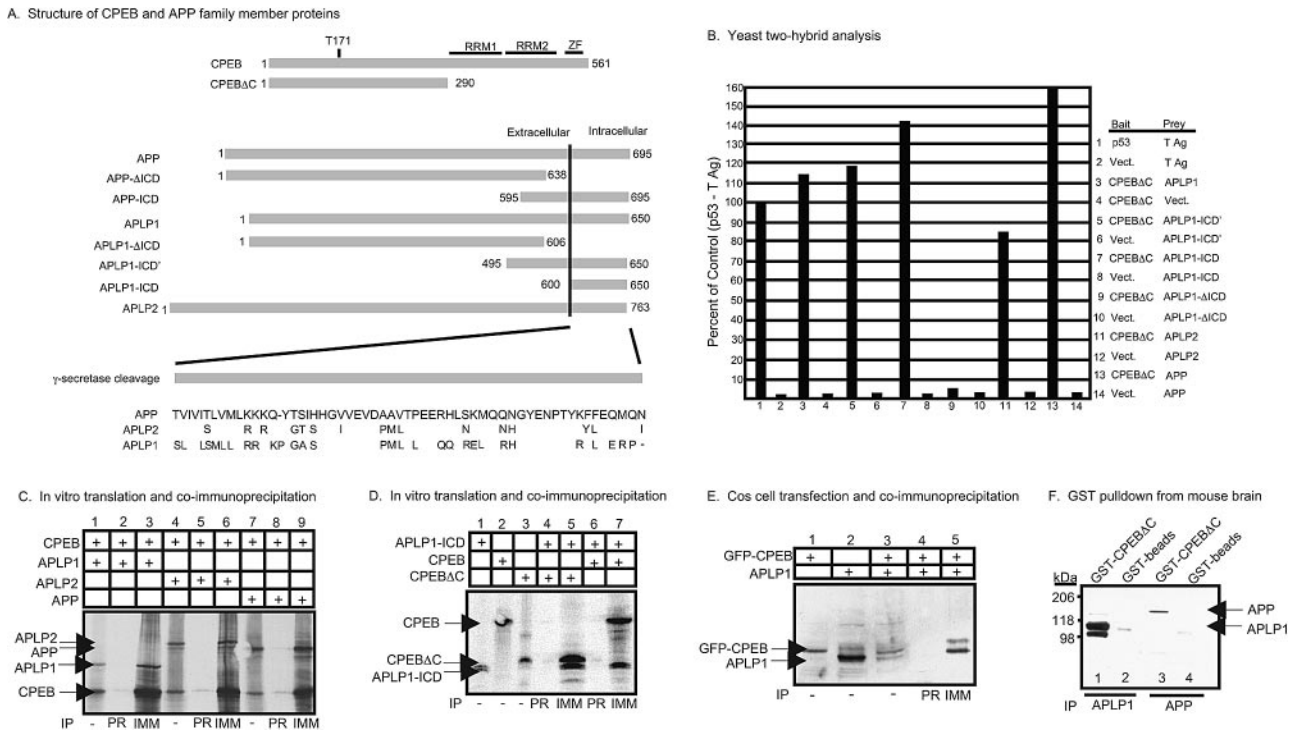 A. Structure of CPEB and APP family member proteins
T171
RRM1 RRM2 ZF
CPEB 1 561
CPEBΔC 1 290
Extracellular Intracellular
APP 1 695
APP-ΔICD 1 638
APP-ICD 595 695
APLP1 1 650
APLP1-ΔICD 1 606
APLP1-ICD' 495 650
APLP1-ICD 600 650
APLP2 1 763
γ-secretase cleavage
APP TVIVITLVMLKKKQ-YTSIHHGVVEVDAAVTPEERHLSKMQQNGYENPTYKFFEQMQN
APLP2 S R R GT S I PML N NH YL I
APLP1 SL LSMLL RR KP GA S PML L QQ REL RH R L ERP -
B. Yeast two-hybrid analysis
Percent of Control (p53 - T Ag)
160
150
140
130
120
110
100
90
80
70
60
50
40
30
20
10
1 2 3 4 5 6 7 8 9 10 11 12 13 14
Bait Prey
1 p53 T Ag
2 Vect. T Ag
3 CPEBΔC APLP1
4 CPEBΔC Vect.
5 CPEBΔC APLP1-ICD'
6 Vect. APLP1-ICD'
7 CPEBΔC APLP1-ICD
8 Vect. APLP1-ICD
9 CPEBΔC APLP1-ΔICD
10 Vect. APLP1-ΔICD
11 CPEBΔC APLP2
12 Vect. APLP2
13 CPEBΔC APP
14 Vect. APP
C. In vitro translation and co-immunoprecipitation
1 2 3 4 5 6 7 8 9
CPEB + + + + + + + + +
APLP1 + + +
APLP2 + + +
APP + + +
APLP2
APP
APLP1
CPEB
IP - PR IMM - PR IMM - PR IMM
D. In vitro translation and co-immunoprecipitation
1 2 3 4 5 6 7
APLP1-ICD + + + + +
CPEB + + +
CPEBΔC + + +
CPEB
CPEBΔC
APLP1-ICD
IP - - - PR IMM PR IMM
E. Cos cell transfection and co-immunoprecipitation
1 2 3 4 5
GFP-CPEB + + + +
APLP1 + + + +
GFP-CPEB
APLP1
IP - - - PR IMM
F. GST pulldown from mouse brain
GST-CPEBΔC
GST-beads
GST-CPEBΔC
GST-beads
kDa
206
118
98
APP
APLP1
1 2 3 4
IP APLP1 APP